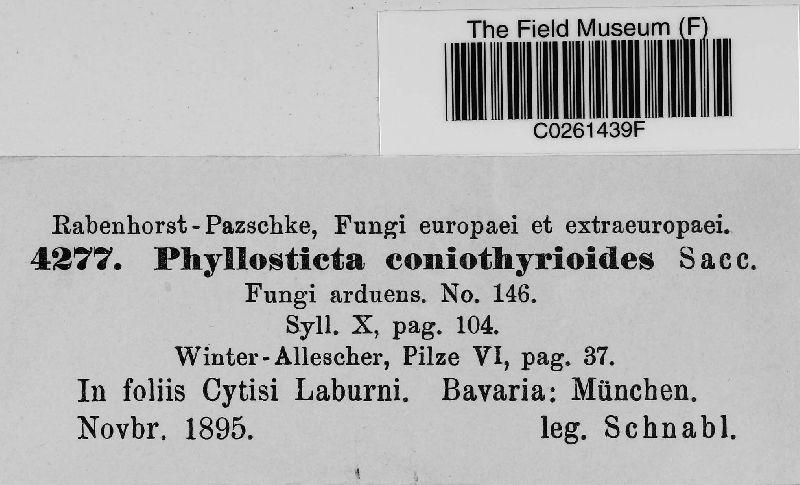 The Field Museum (F)
C0261439F
Rabenhorst-Pazschke, Fungi europaei et extraeuropaei.
4277. Phyllosticta coniothyrioides Sacc.
Fungi arduens. No. 146.
Syll. X, pag. 104.
Winter-Allescher, Pilze VI, pag. 37.
In foliis Cytisi Laburni. Bavaria: München.
Novbr. 1895. leg. Schnabl.